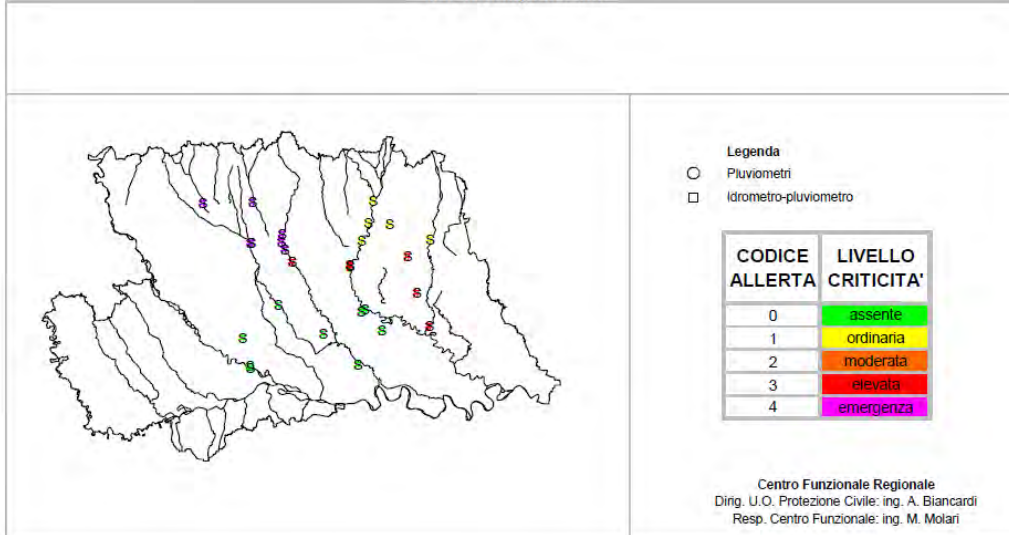 Legenda
Pluviometri
Idrometro-pluviometro
CODICE ALLERTA LIVELLO CRITICITA'
0 assente
1 ordinaria
2 moderata
3 elevata
4 emergenza
Centro Funzionale Regionale
Dirig. U.O. Protezione Civile: ing. A. Biancardi
Resp. Centro Funzionale: ing. M. Molari